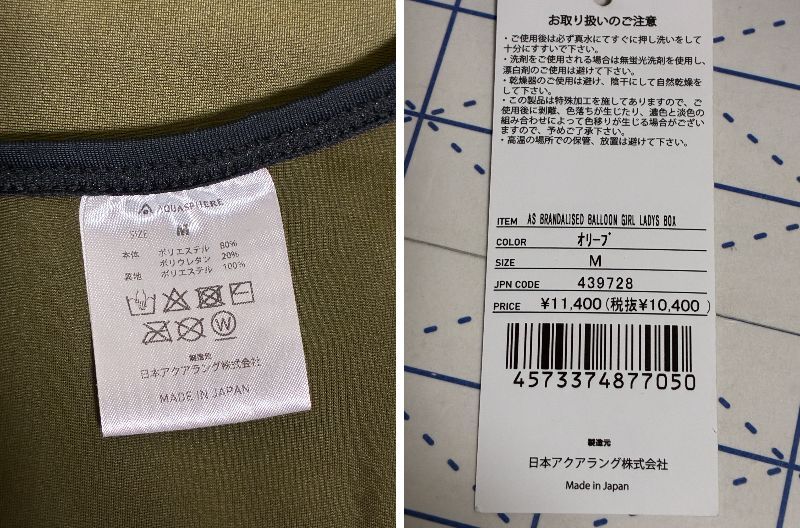 AQUASPHERE
SIZE M
本体 ポリエステル 80%
ポリウレタン 20%
裏地 ポリエステル 100%
W
製造元
日本アクアラング株式会社
MADE IN JAPAN
お取り扱いのご注意
・ご使用後は必ず真水にてすぐに押し洗いをして
十分にすすいで下さい。
・洗剤をご使用される場合は無蛍光洗剤を使用し、
漂白剤のご使用は避けて下さい。
・乾燥器のご使用は避け、陰干にして自然乾燥を
して下さい。
・この製品は特殊加工を施してありますので、ご
使用後に剥離、色落ちが生じたり、濃色と淡色の
組み合わせによって色移りが生じる場合がござい
ますので、予めご了承下さい。
・高温の場所での保管、放置は避けて下さい。
ITEM AS BRANDALISED BALLOON GIRL LADYS BOX
COLOR オリーブ
SIZE M
JPN CODE 439728
PRICE ¥11,400(税抜¥10,400)
4573374877050
製造元
日本アクアラング株式会社
Made in Japan